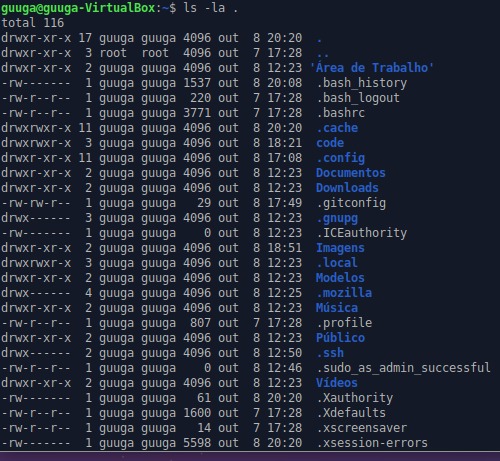 guuga@guuga-VirtualBox:~$ ls -la .
total 116
drwxr-xr-x 17 guuga guuga 4096 out  8 20:20  .
drwxr-xr-x  3 root  root  4096 out  7 17:28  ..
drwxr-xr-x  2 guuga guuga 4096 out  8 12:23 'Área de Trabalho'
-rw-------  1 guuga guuga 1537 out  8 20:08  .bash_history
-rw-r--r--  1 guuga guuga  220 out  7 17:28  .bash_logout
-rw-r--r--  1 guuga guuga 3771 out  7 17:28  .bashrc
drwxrwxr-x 11 guuga guuga 4096 out  8 20:20  .cache
drwxrwxr-x  3 guuga guuga 4096 out  8 18:21  code
drwxr-xr-x 11 guuga guuga 4096 out  8 17:08  .config
drwxr-xr-x  2 guuga guuga 4096 out  8 12:23  Documentos
drwxr-xr-x  2 guuga guuga 4096 out  8 12:23  Downloads
-rw-rw-r--  1 guuga guuga   29 out  8 17:49  .gitconfig
drwx------  3 guuga guuga 4096 out  8 12:23  .gnupg
-rw-------  1 guuga guuga    0 out  8 12:23  .ICEauthority
drwxr-xr-x  2 guuga guuga 4096 out  8 18:51  Imagens
drwxrwxr-x  3 guuga guuga 4096 out  8 12:23  .local
drwxr-xr-x  2 guuga guuga 4096 out  8 12:23  Modelos
drwx------  4 guuga guuga 4096 out  8 12:25  .mozilla
drwxr-xr-x  2 guuga guuga 4096 out  8 12:23  Música
-rw-r--r--  1 guuga guuga  807 out  7 17:28  .profile
drwxr-xr-x  2 guuga guuga 4096 out  8 12:23  Público
drwx------  2 guuga guuga 4096 out  8 12:50  .ssh
-rw-r--r--  1 guuga guuga    0 out  8 12:46  .sudo_as_admin_successful
drwxr-xr-x  2 guuga guuga 4096 out  8 12:23  Vídeos
-rw-------  1 guuga guuga   61 out  8 20:20  .Xauthority
-rw-r--r--  1 guuga guuga 1600 out  7 17:28  .Xdefaults
-rw-r--r--  1 guuga guuga   14 out  7 17:28  .xscreensaver
-rw-------  1 guuga guuga 5598 out  8 20:20  .xsession-errors